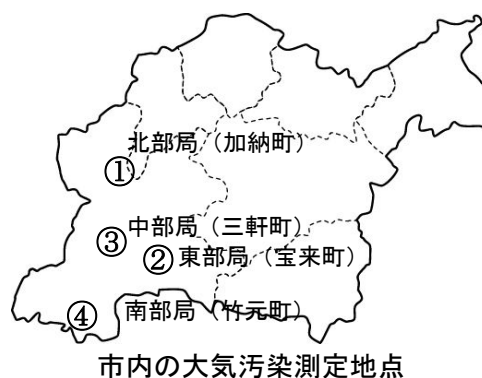 北部局（加納町）
①
中部局（三軒町）
③
②東部局（宝来町）
④ 南部局（竹元町）
市内の大気汚染測定地点